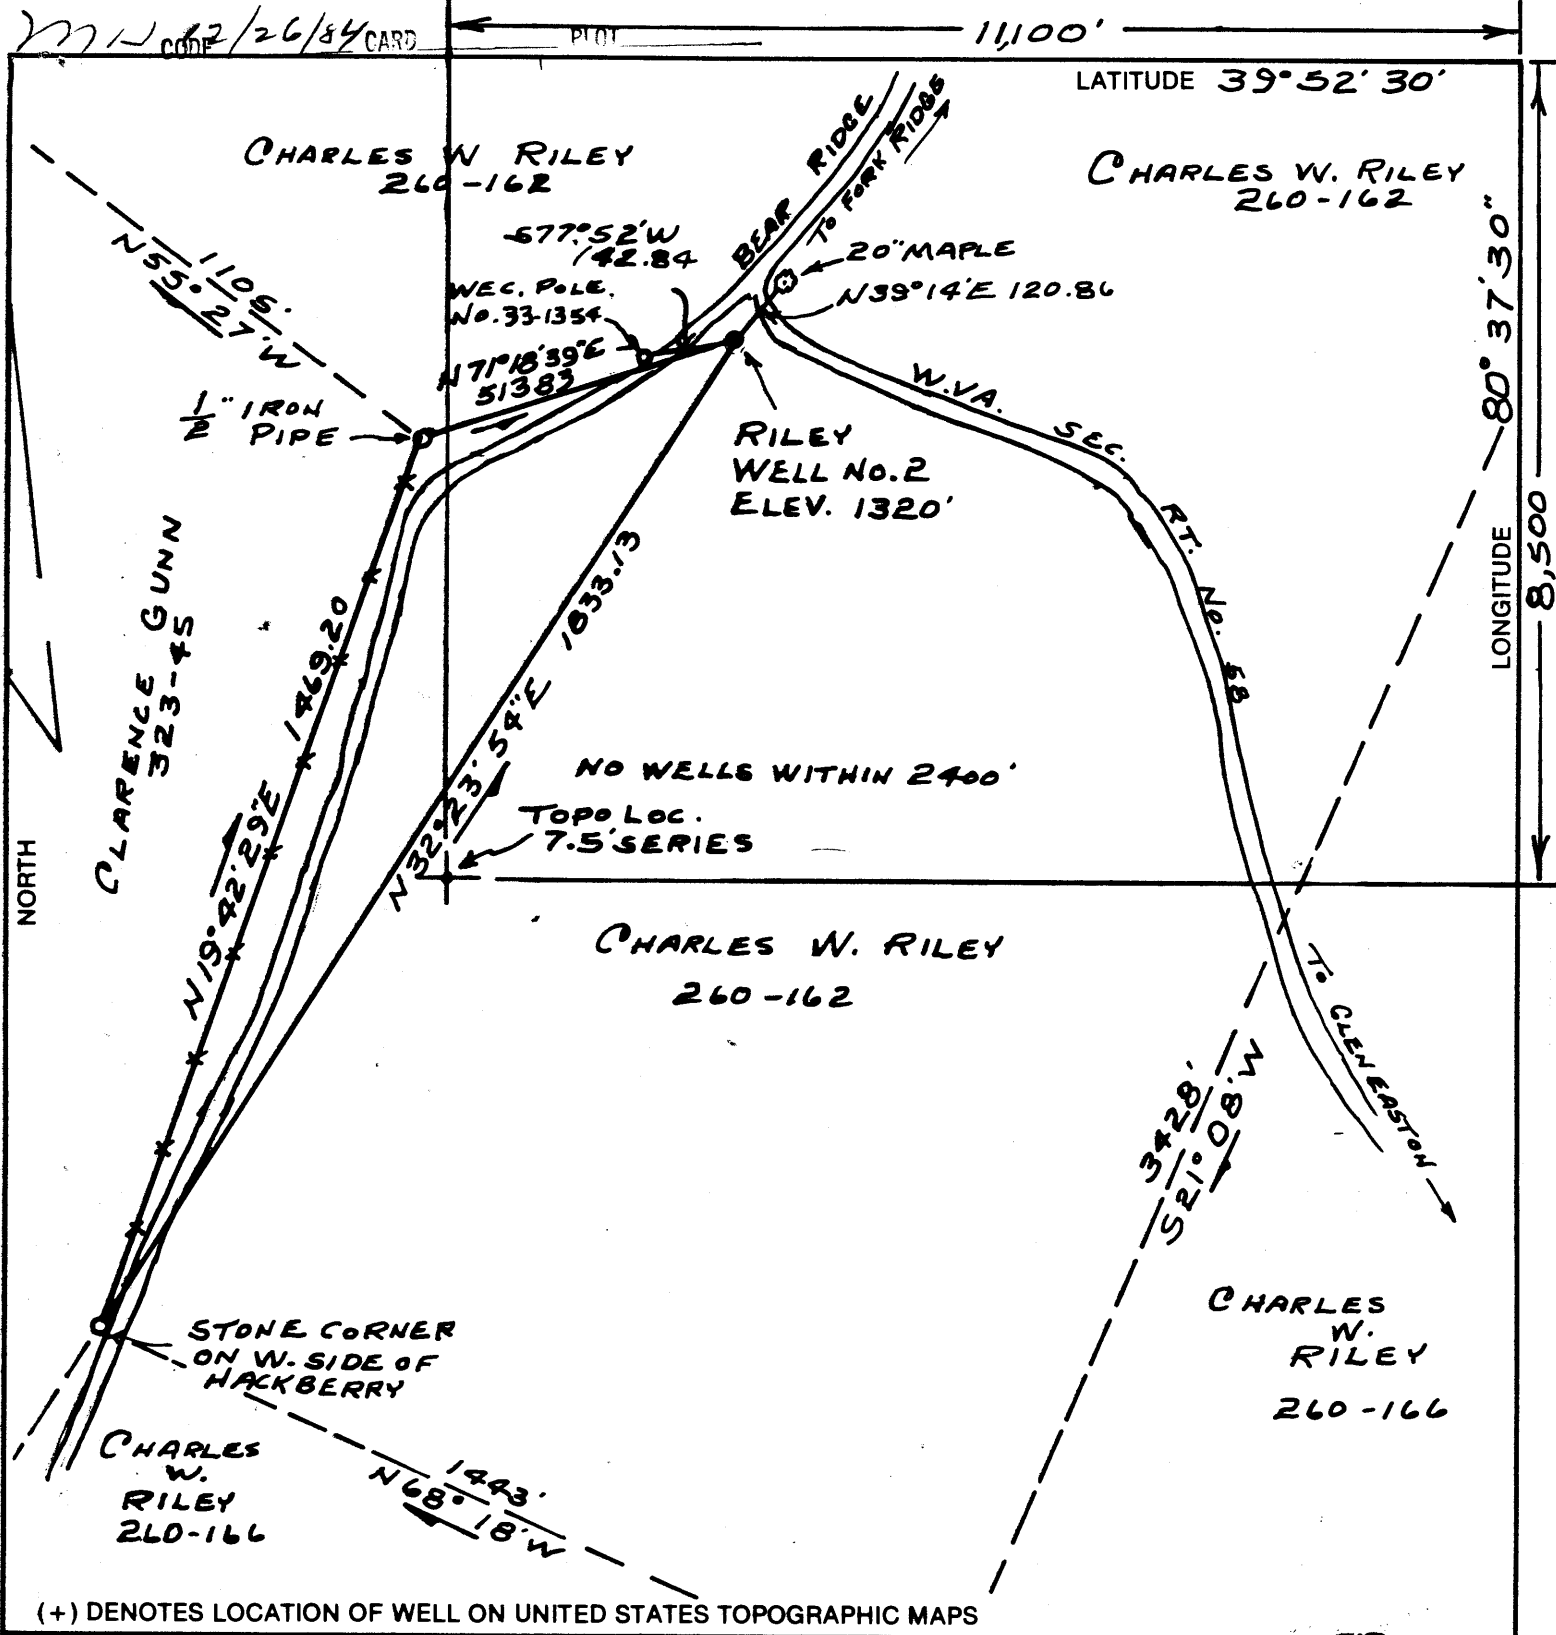 12/26/84
CODE CARD PLOT
11,100'
LATITUDE 39°52'30"
CHARLES W RILEY
260-162
CHARLES W. RILEY
260-162
BEAR RIDGE
TO FORK RIDGE
S77°52'W
142.84
20" MAPLE
N39°14'E 120.86
WEC. POLE.
No. 33-1354
N71°18'39"E
513.83
1105.'
N55°27'W
1/2" IRON
PIPE
RILEY
WELL No. 2
ELEV. 1320'
W.VA. SEC. RT. No. 58
LONGITUDE 80°37'30"
8,500
CLARENCE GUNN
323-45
N19°42'29"E 1469.20
N32°23'54"E 1833.13
NO WELLS WITHIN 2400'
TOPO LOC.
7.5' SERIES
NORTH
CHARLES W. RILEY
260-162
TO GLENEASTON
3428'
S21°08'W
STONE CORNER
ON W. SIDE OF
HACKBERRY
CHARLES
W.
RILEY
260-166
CHARLES
W.
RILEY
260-166
1443'
N68°18'W
(+) DENOTES LOCATION OF WELL ON UNITED STATES TOPOGRAPHIC MAPS